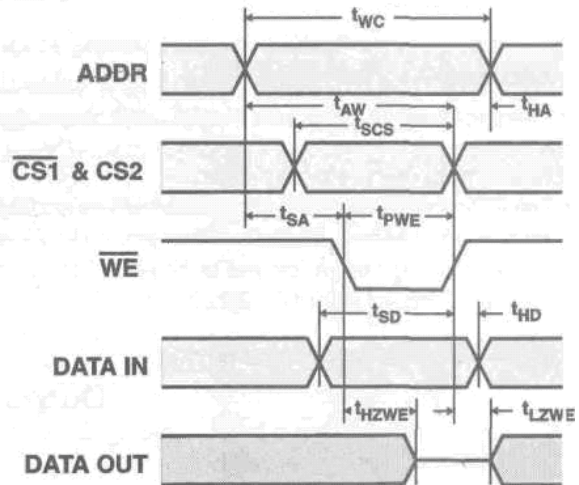 tWC
ADDR
tAW
tHA
tSCS
CS1 & CS2
tSA
tPWE
WE
tSD
tHD
DATA IN
tHZWE
tLZWE
DATA OUT